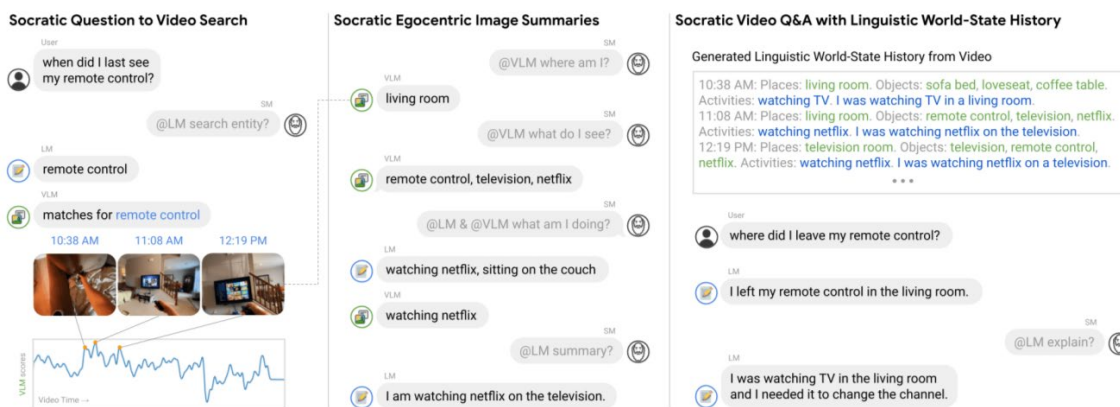 Socratic Question to Video Search
User
when did I last see
my remote control?
SM
@LM search entity?
LM
remote control
VLM
matches for remote control
10:38 AM 11:08 AM 12:19 PM
VLM scores
Video Time -->
Socratic Egocentric Image Summaries
SM
@VLM where am I?
VLM
living room
SM
@VLM what do I see?
VLM
remote control, television, netflix
SM
@LM & @VLM what am I doing?
LM
watching netflix, sitting on the couch
VLM
watching netflix
SM
@LM summary?
LM
I am watching netflix on the television.
Socratic Video Q&A with Linguistic World-State History
Generated Linguistic World-State History from Video
10:38 AM: Places: living room. Objects: sofa bed, loveseat, coffee table.
Activities: watching TV. I was watching TV in a living room.
11:08 AM: Places: living room. Objects: remote control, television, netflix.
Activities: watching netflix. I was watching netflix on the television.
12:19 PM: Places: television room. Objects: television, remote control,
netflix. Activities: watching netflix. I was watching netflix on a television.
•••
User
where did I leave my remote control?
LM
I left my remote control in the living room.
SM
@LM explain?
LM
I was watching TV in the living room
and I needed it to change the channel.